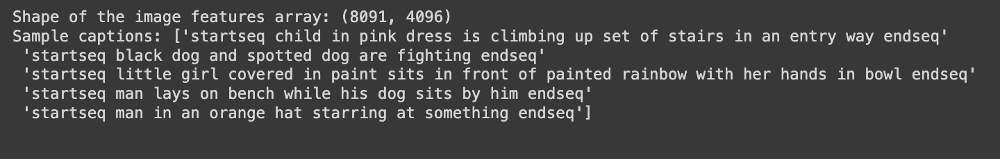 Shape of the image features array: (8091, 4096)
Sample captions: ['startseq child in pink dress is climbing up set of stairs in an entry way endseq'
 'startseq black dog and spotted dog are fighting endseq'
 'startseq little girl covered in paint sits in front of painted rainbow with her hands in bowl endseq'
 'startseq man lays on bench while his dog sits by him endseq'
 'startseq man in an orange hat starring at something endseq']